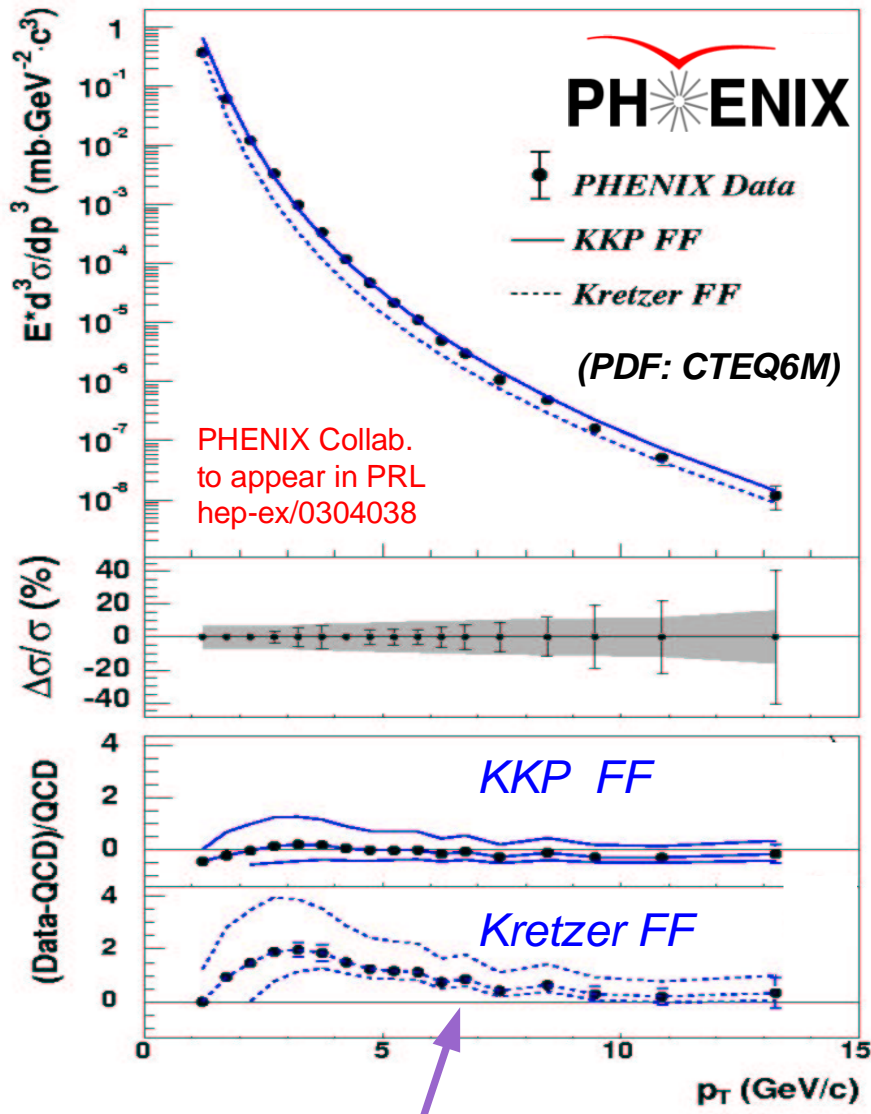 1
10⁻¹
10⁻²
10⁻³
10⁻⁴
10⁻⁵
10⁻⁶
10⁻⁷
10⁻⁸
E*d³σ/dp³ (mb·GeV⁻²·c³)
PHENIX
PHENIX Data
KKP FF
Kretzer FF
(PDF: CTEQ6M)
PHENIX Collab.
to appear in PRL
hep-ex/0304038
40
20
0
-20
-40
Δσ/σ (%)
4
2
0
KKP FF
4
2
0
Kretzer FF
(Data-QCD)/QCD
0 5 10 15
p_T (GeV/c)